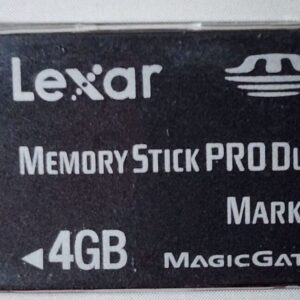 Lexar
MEMORY STICK PRO DU
MARK
4GB MAGICGAT